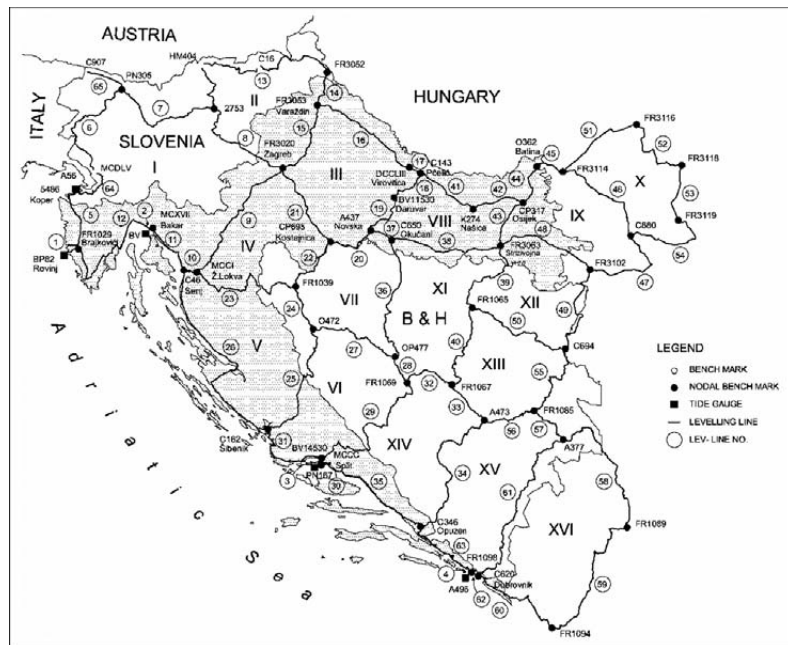 AUSTRIA
HM404
C16
C907
PN305
FR3052
65
13
14
7
II
2753
FR3053
Varaždin
HUNGARY
ITALY
6
SLOVENIA
8
15
16
FR3020
Zagreb
I
A55
MCDLV
64
5486
Koper
III
17
C143
DCCLIII
Virovitica
18
O362
Batina
45
51
FR3116
52
FR3118
FR3114
X
53
46
FR3119
54
C880
47
5
12
2
MCXVII
Bakar
BV
11
1
FR1029
BP82
Rovinj
9
21
CP695
Kostajnica
A437
Novska
19
BV11530
Daruvar
41
42
44
CP317
Osijek
VIII
K274
Našice
43
48
IX
37
C650
Okučani
38
FR3063
FR3102
IV
10
MCCI
Ž.Lokva
22
20
23
FR1039
24
VII
36
XI
B & H
39
XII
FR1065
50
49
O472
V
26
27
OP477
40
XIII
C694
25
VI
28
FR1069
32
FR1067
55
29
33
A473
FR1085
56
57
A377
C162
Šibenik
31
BV14530
MCCC
Split
PN167
3
30
XIV
35
34
XV
61
58
XVI
C346
Opuzen
63
FR1098
4
A495
C620
Dubrovnik
62
60
FR1089
59
FR1094
Adriatic Sea
LEGEND
BENCH MARK
NODAL BENCH MARK
TIDE GAUGE
LEVELLING LINE
LEV- LINE NO.